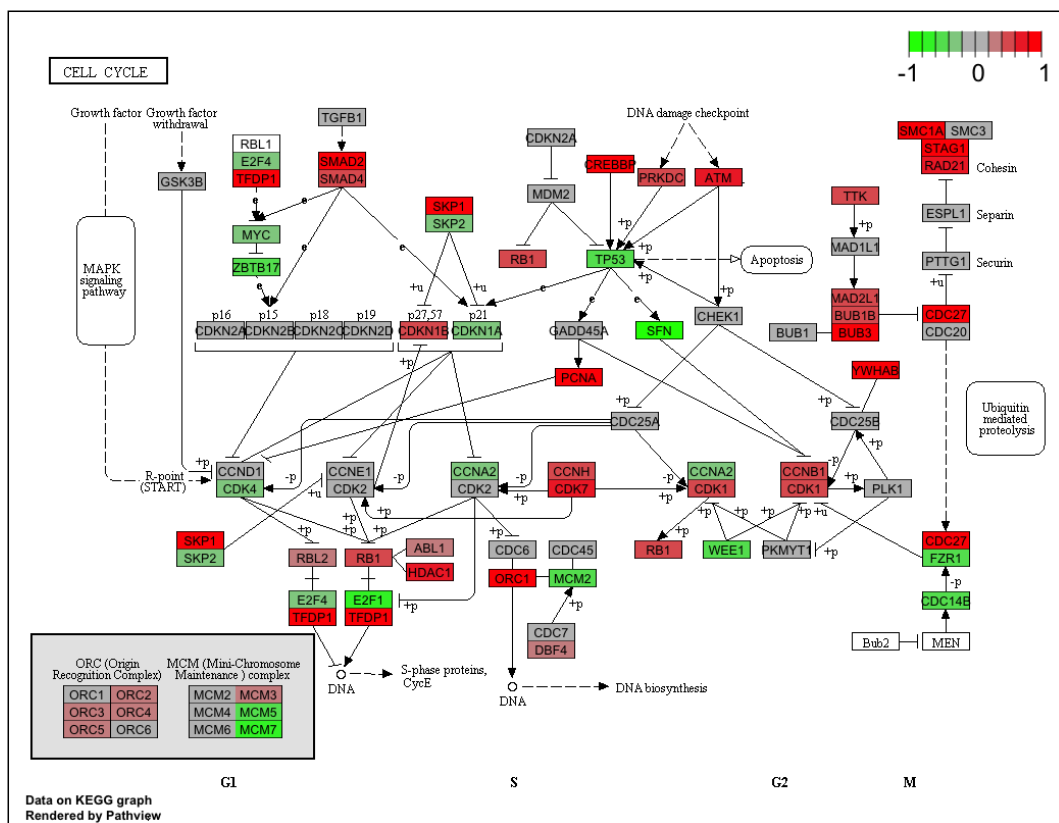 -1 0 1
CELL CYCLE
Growth factor
Growth factor
withdrawal
TGFB1
DNA damage checkpoint
RBL1
E2F4
TFDP1
SMAD2
SMAD4
GSK3B
CDKN2A
CREBBP
PRKDC
ATM
SMC1A
SMC3
STAG1
RAD21
Cohesin
MDM2
TTK
e
e
SKP1
SKP2
+p
+p
ESPL1
Separin
MYC
RB1
+p
MAD1L1
ZBTB17
e
e
e
TP53
+p
Apoptosis
PTTG1
Securin
MAPK
signaling
pathway
+u
+u
e
e
e
+p
+p
MAD2L1
BUB1B
BUB3
BUB1
+u
CDC27
CDC20
p16
p15
p18
p19
p27,57
p21
CDKN2A
CDKN2B
CDKN2C
CDKN2D
CDKN1B
CDKN1A
GADD45A
SFN
CHEK1
+p
PCNA
YWHAB
+p
+p
CDC25A
CDC25B
Ubiquitin
mediated
proteolysis
-p
+p
R-point
(START)
+p
CCND1
CDK4
-p
CCNE1
CDK2
-p
CCNA2
CDK2
-p
+p
CCNH
CDK7
-p
+p
CCNA2
CDK1
CCNB1
CDK1
-p
+p
PLK1
+u
+p
+p
+p
+p
+p
+p
+p
+p
+u
+p
SKP1
SKP2
RBL2
RB1
ABL1
HDAC1
CDC6
CDC45
ORC1
MCM2
RB1
WEE1
PKMYT1
CDC27
FZR1
-p
E2F4
TFDP1
E2F1
TFDP1
+p
+p
CDC7
DBF4
CDC14B
Bub2
MEN
DNA
S-phase proteins,
CycE
DNA
DNA biosynthesis
ORC (Origin
Recognition Complex)
MCM (Mini-Chromosome
Maintenance ) complex
ORC1 ORC2
ORC3 ORC4
ORC5 ORC6
MCM2 MCM3
MCM4 MCM5
MCM6 MCM7
G1
S
G2
M
Data on KEGG graph
Rendered by Pathview